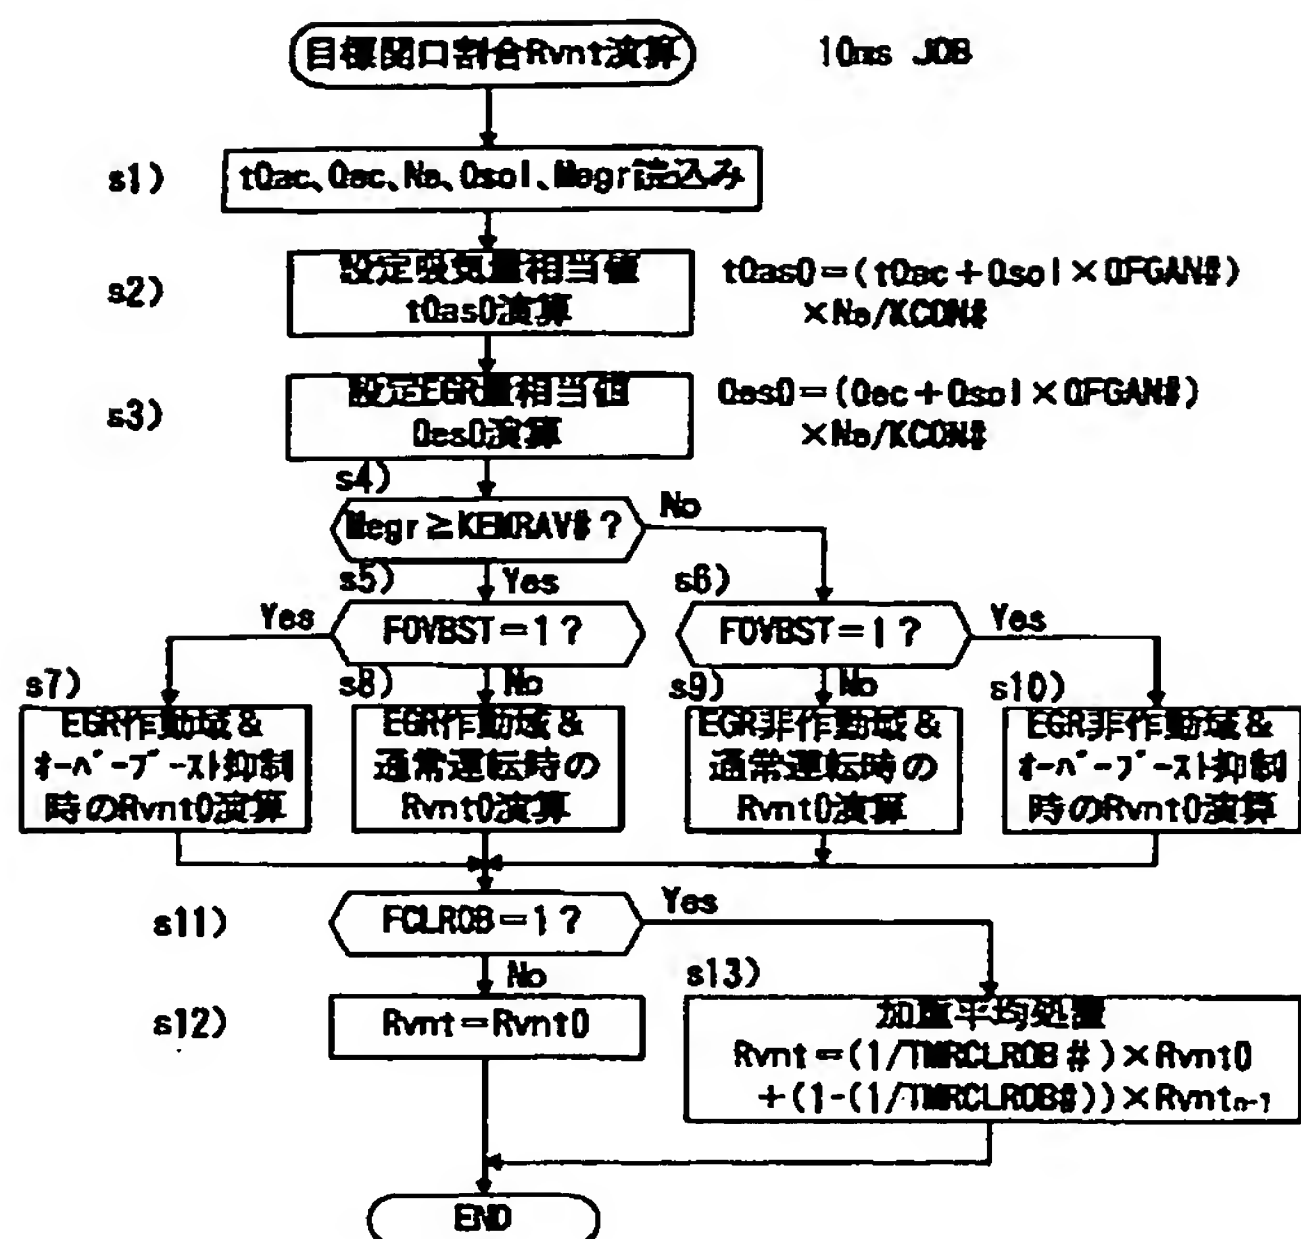 目標開口割合Rvnt演算
10ms JOB
s1)
tQac、Qec、Ne、Qsol、Megr読込み
s2)
設定吸気量相当値
tQas0演算
tQas0=(tQac+Qsol×QFGAN#)
×Ne/KCON#
s3)
設定EGR量相当値
Qes0演算
Qes0=(Qec+Qsol×QFGAN#)
×Ne/KCON#
s4)
Megr≧KEMRAV#?
No
Yes
s5)
FOVBST=1?
Yes
No
s6)
FOVBST=1?
Yes
No
s7)
EGR作動域&
オーバーブースト抑制
時のRvnt0演算
s8)
EGR作動域&
通常運転時の
Rvnt0演算
s9)
EGR非作動域&
通常運転時の
Rvnt0演算
s10)
EGR非作動域&
オーバーブースト抑制
時のRvnt0演算
s11)
FCLROB=1?
Yes
No
s12)
Rvnt=Rvnt0
s13)
加重平均処理
Rvnt=(1/TMRCLROB#)×Rvnt0
+(1-(1/TMRCLROB#))×Rvntn-1
END